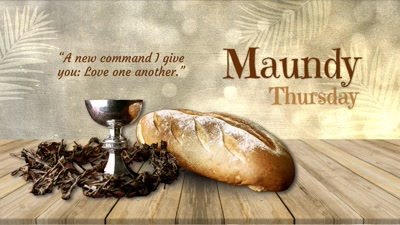 “A new command I give
you: Love one another.”
Maundy
Thursday